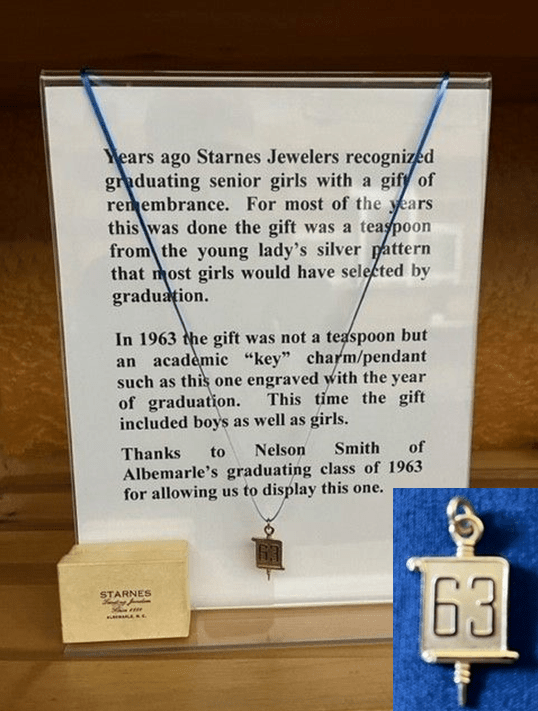 Years ago Starnes Jewelers recognized
graduating senior girls with a gift of
remembrance. For most of the years
this was done the gift was a teaspoon
from the young lady's silver pattern
that most girls would have selected by
graduation.
In 1963 the gift was not a teaspoon but
an academic “key” charm/pendant
such as this one engraved with the year
of graduation. This time the gift
included boys as well as girls.
Thanks to Nelson Smith of
Albemarle's graduating class of 1963
for allowing us to display this one.
63
STARNES
ALBEMARLE, N. C.
63